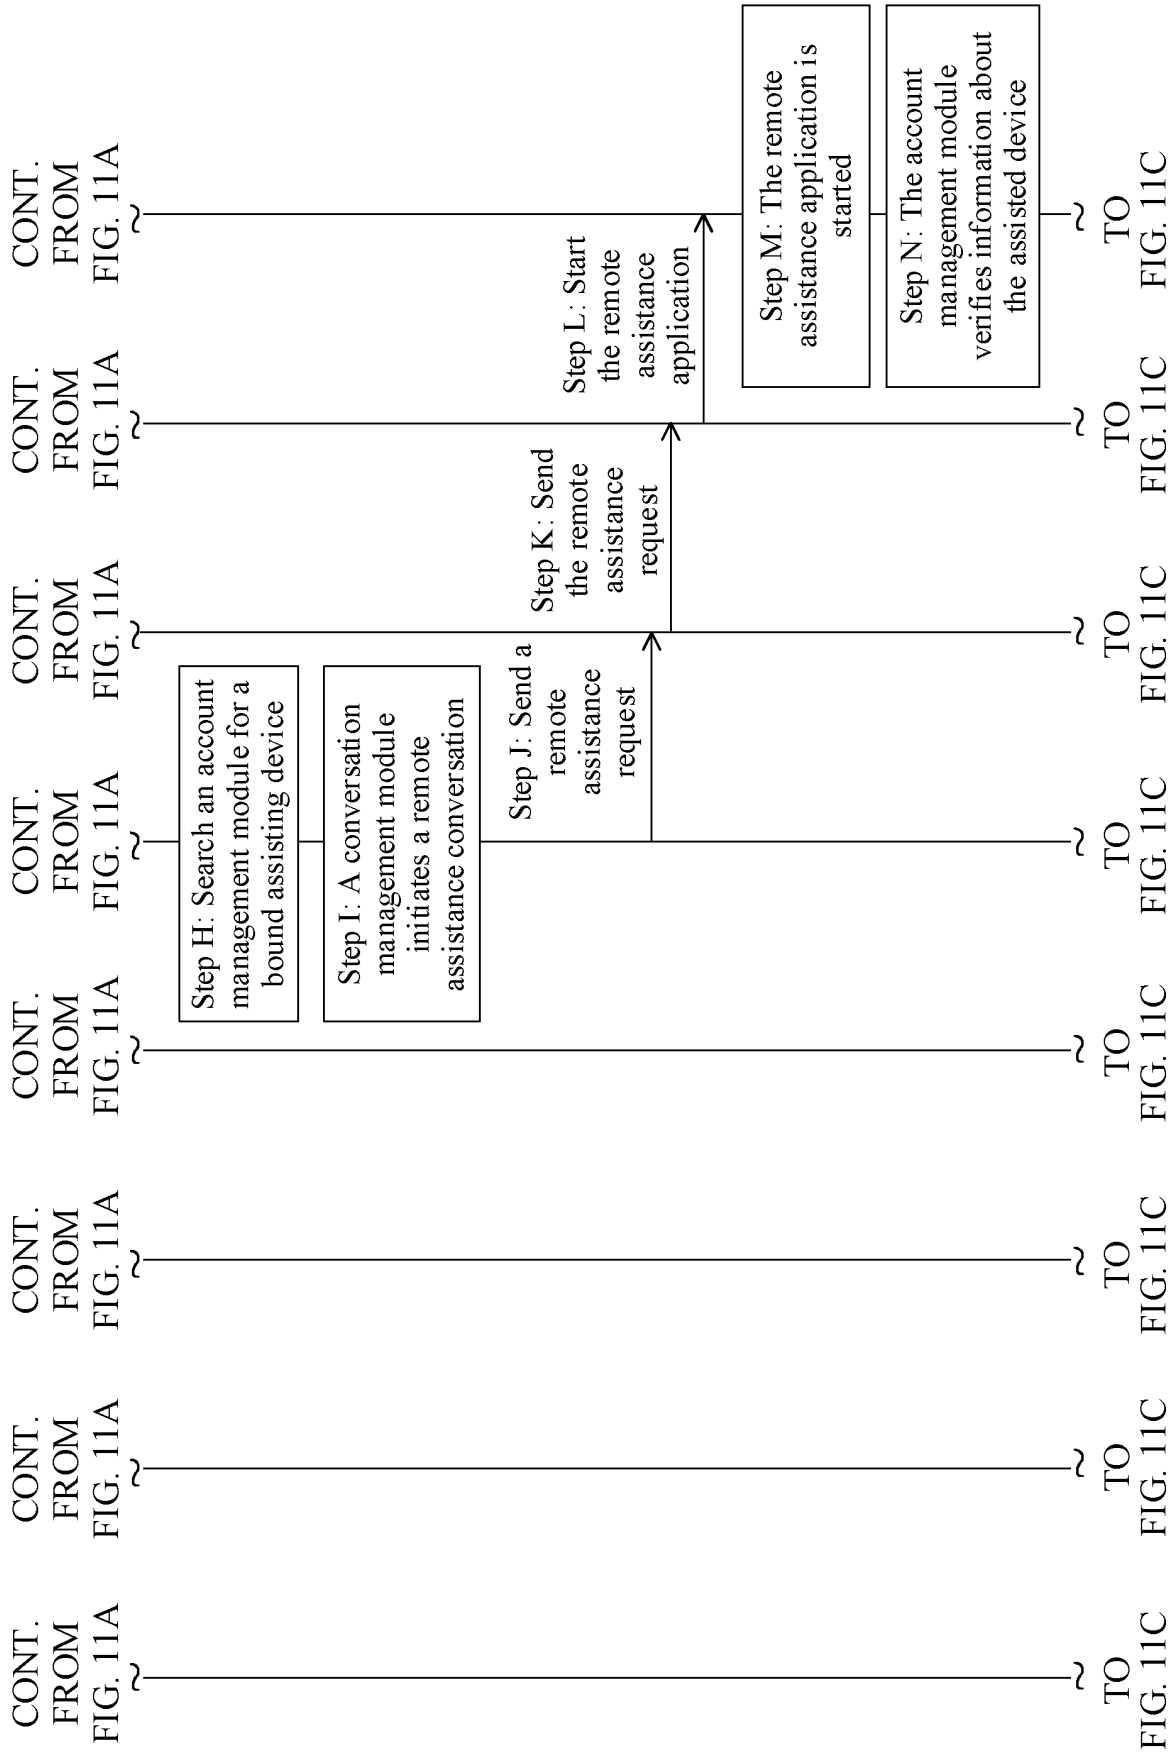 CONT.
FROM
FIG. 11A
CONT.
FROM
FIG. 11A
CONT.
FROM
FIG. 11A
CONT.
FROM
FIG. 11A
CONT.
FROM
FIG. 11A
CONT.
FROM
FIG. 11A
CONT.
FROM
FIG. 11A
CONT.
FROM
FIG. 11A
Step H: Search an account
management module for a
bound assisting device
Step I: A conversation
management module
initiates a remote
assistance conversation
Step J: Send a
remote
assistance
request
Step K: Send
the remote
assistance
request
Step L: Start
the remote
assistance
application
Step M: The remote
assistance application is
started
Step N: The account
management module
verifies information about
the assisted device
TO
FIG. 11C
TO
FIG. 11C
TO
FIG. 11C
TO
FIG. 11C
TO
FIG. 11C
TO
FIG. 11C
TO
FIG. 11C
TO
FIG. 11C